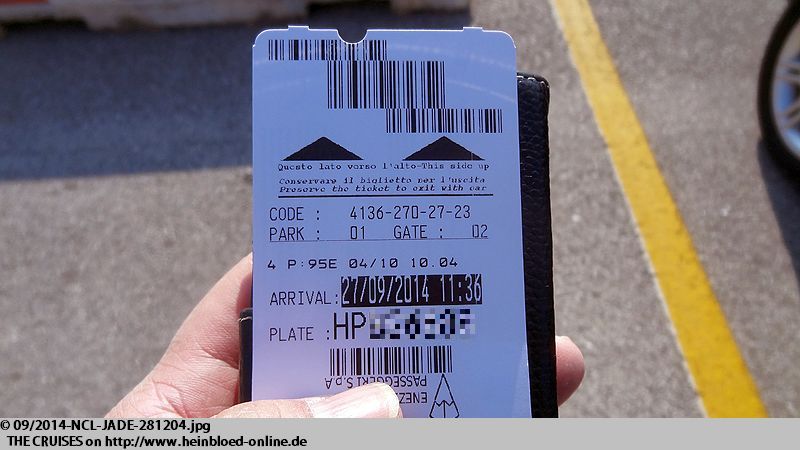 Questo lato verso l'alto-This side up
Conservare il biglietto per l'uscita
Preserve the ticket to exit with car
CODE : 4136-270-27-23
PARK : 01 GATE : 02
4 P:95E 04/10 10.04
ARRIVAL:27/09/2014 11:36
PLATE :HP
PASSEGGERI S.p.A
ENEZ
© 09/2014-NCL-JADE-281204.jpg
THE CRUISES on http://www.heinbloed-online.de